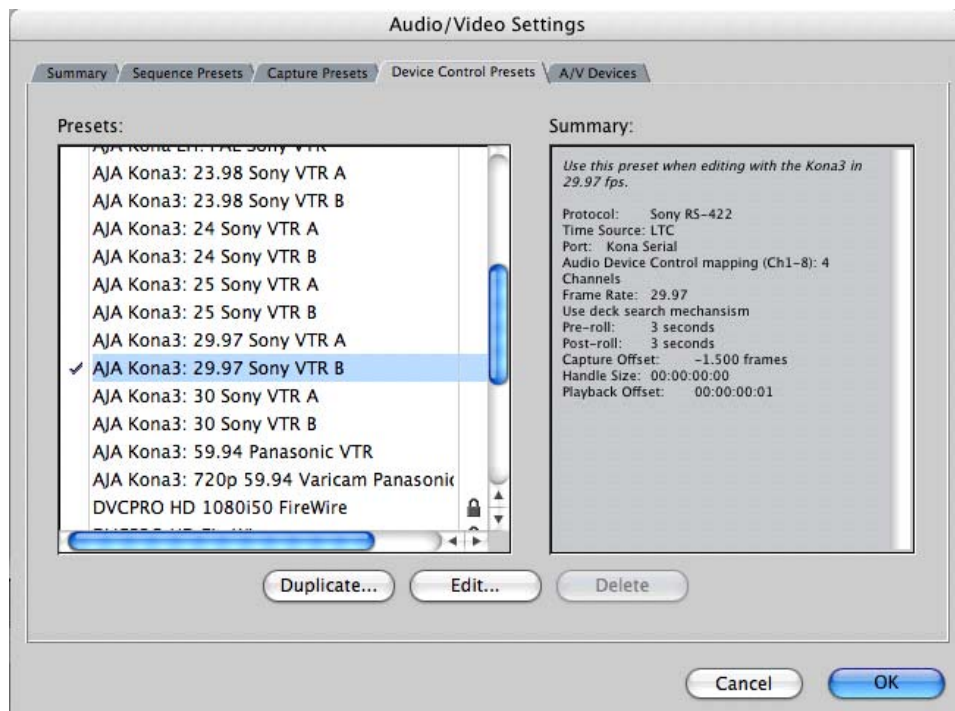 Audio/Video Settings
Summary
Sequence Presets
Capture Presets
Device Control Presets
A/V Devices
Presets:
AJA Kona3: 23.98 Sony VTR A
AJA Kona3: 23.98 Sony VTR B
AJA Kona3: 24 Sony VTR A
AJA Kona3: 24 Sony VTR B
AJA Kona3: 25 Sony VTR A
AJA Kona3: 25 Sony VTR B
AJA Kona3: 29.97 Sony VTR A
AJA Kona3: 29.97 Sony VTR B
AJA Kona3: 30 Sony VTR A
AJA Kona3: 30 Sony VTR B
AJA Kona3: 59.94 Panasonic VTR
AJA Kona3: 720p 59.94 Varicam Panasonic
DVCPRO HD 1080i50 FireWire
Summary:
Use this preset when editing with the Kona3 in
29.97 fps.
Protocol: Sony RS-422
Time Source: LTC
Port: Kona Serial
Audio Device Control mapping (Ch1-8): 4
Channels
Frame Rate: 29.97
Use deck search mechansism
Pre-roll: 3 seconds
Post-roll: 3 seconds
Capture Offset: -1.500 frames
Handle Size: 00:00:00:00
Playback Offset: 00:00:00:01
Duplicate...
Edit...
Delete
Cancel
OK